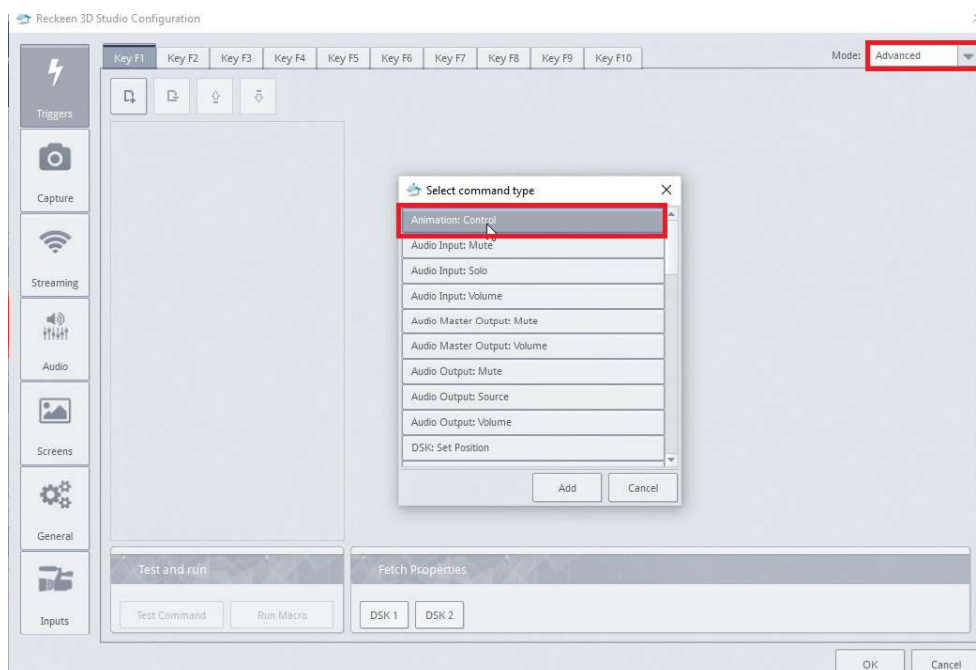 Reckeen 3D Studio Configuration
Key F1 Key F2 Key F3 Key F4 Key F5 Key F6 Key F7 Key F8 Key F9 Key F10
Mode: Advanced
Triggers
Capture
Streaming
Audio
Screens
General
Inputs
Select command type
Animation: Control
Audio Input: Mute
Audio Input: Solo
Audio Input: Volume
Audio Master Output: Mute
Audio Master Output: Volume
Audio Output: Mute
Audio Output: Source
Audio Output: Volume
DSK: Set Position
Add Cancel
Test and run
Test Command Run Macro
Fetch Properties
DSK 1 DSK 2
OK Cancel